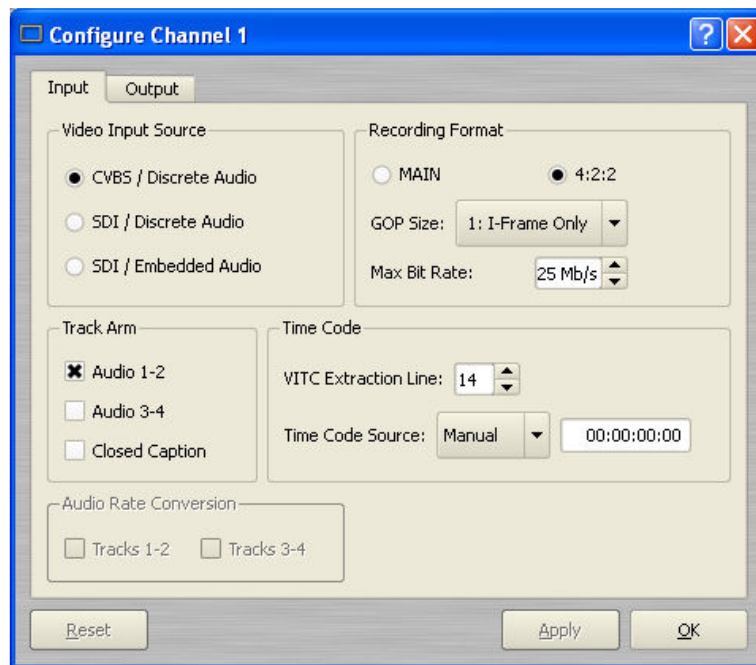 Configure Channel 1
Input Output
Video Input Source
CVBS / Discrete Audio
SDI / Discrete Audio
SDI / Embedded Audio
Recording Format
MAIN 4:2:2
GOP Size: 1: I-Frame Only
Max Bit Rate: 25 Mb/s
Track Arm
Audio 1-2
Audio 3-4
Closed Caption
Time Code
VITC Extraction Line: 14
Time Code Source: Manual 00:00:00:00
Audio Rate Conversion
Tracks 1-2 Tracks 3-4
Reset Apply OK